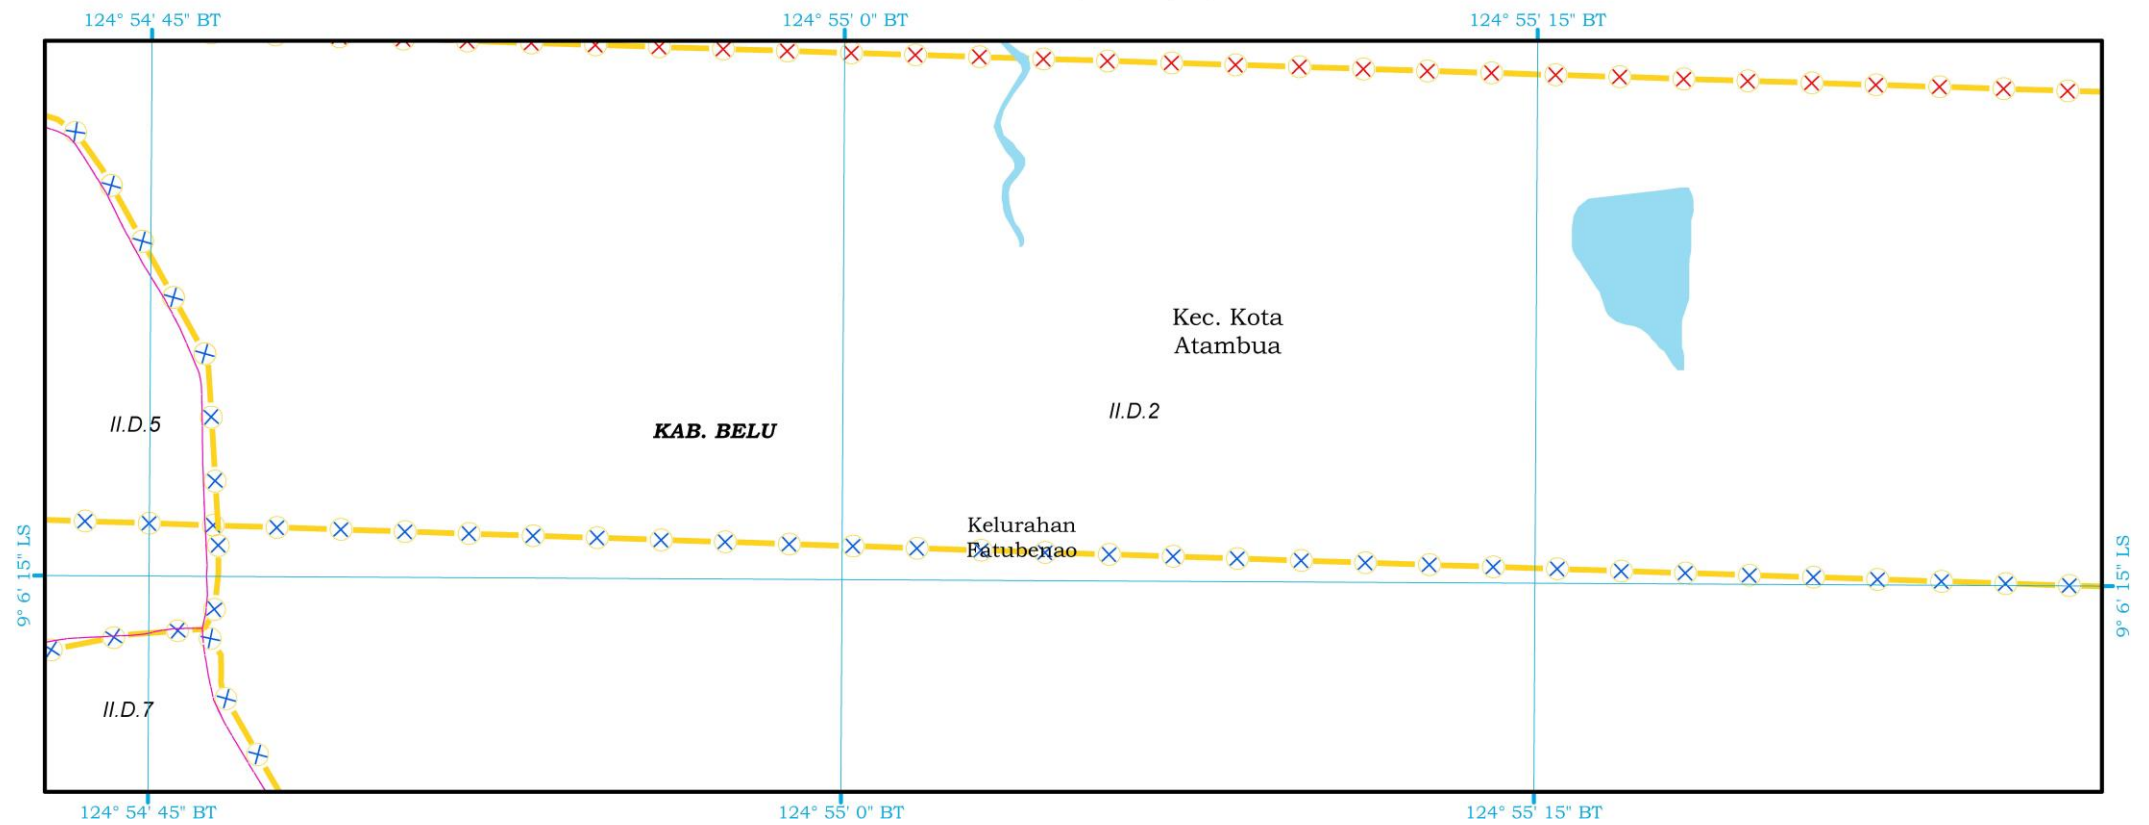 124° 54' 45" BT
124° 55' 0" BT
124° 55' 15" BT
Kec. Kota
Atambua
II.D.2
II.D.5
KAB. BELU
Kelurahan
Fatubenao
9° 6' 15" LS
9° 6' 15" LS
II.D.7
124° 54' 45" BT
124° 55' 0" BT
124° 55' 15" BT